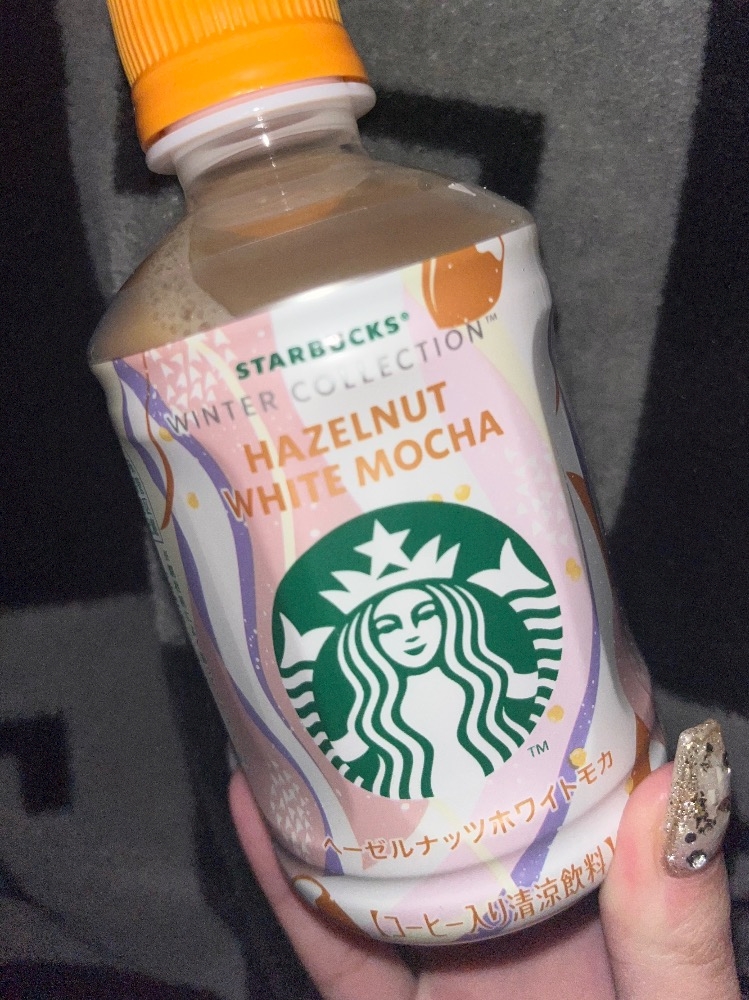 STARBUCKS®
WINTER COLLECTION™
HAZELNUT
WHITE MOCHA
TM
ヘーゼルナッツホワイトモカ
【コーヒー入り清涼飲料】